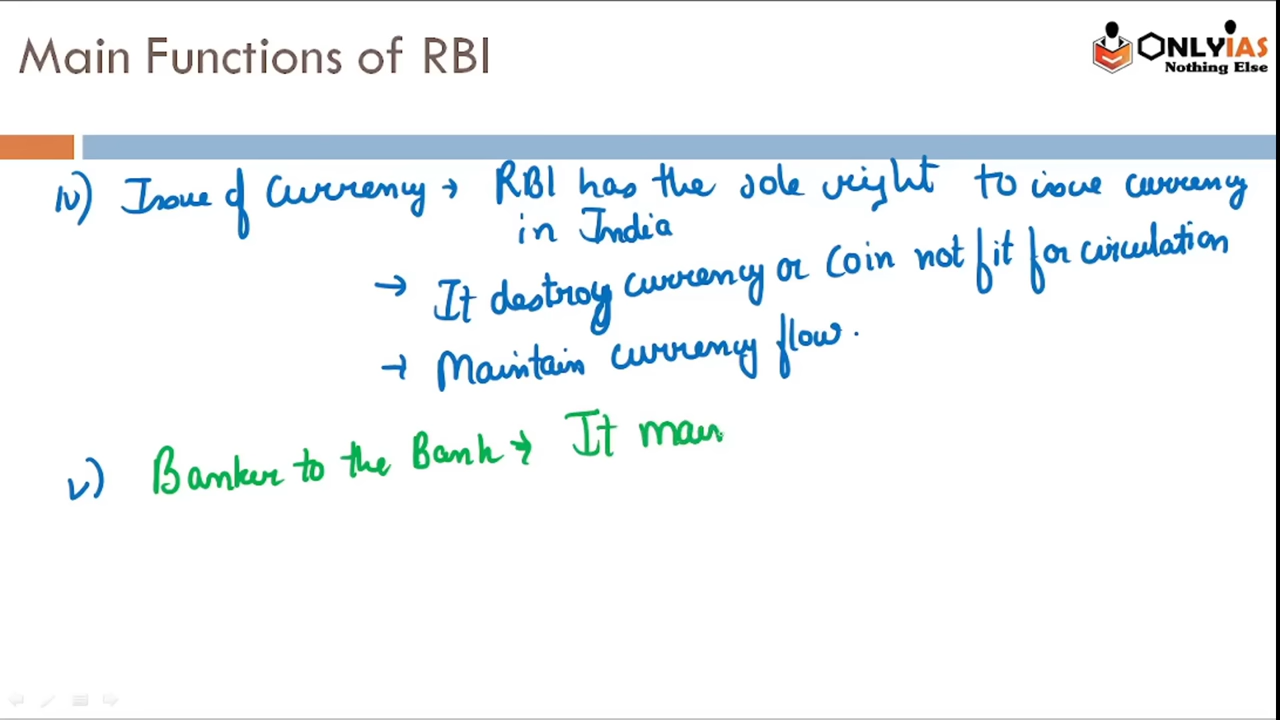 Main Functions of RBI
ONLYIAS
Nothing Else
iv) Issue of Currency → RBI has the sole right to issue currency
in India
→ It destroy currency or coin not fit for circulation
→ Maintain currency flow.
v) Banker to the Bank → It main